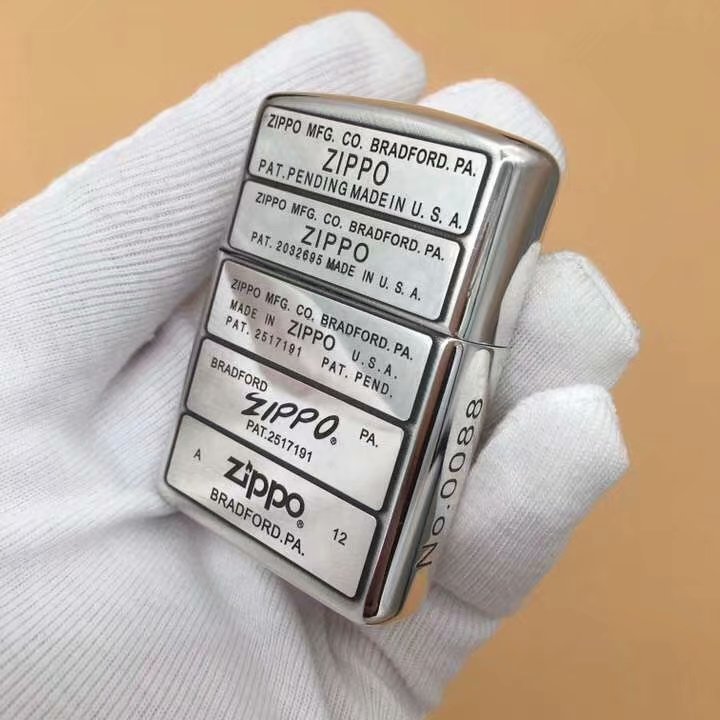 ZIPPO MFG. CO. BRADFORD. PA.
ZIPPO
PAT.PENDING MADE IN U. S. A.
ZIPPO MFG. CO. BRADFORD. PA.
ZIPPO
PAT. 2032695 MADE IN U. S. A.
ZIPPO MFG. CO. BRADFORD. PA.
MADE IN ZIPPO U.S.A.
PAT. 2517191 PAT. PEND.
BRADFORD ZIPPO® PA.
PAT.2517191
A Zippo® 12
BRADFORD.PA.
No.0088